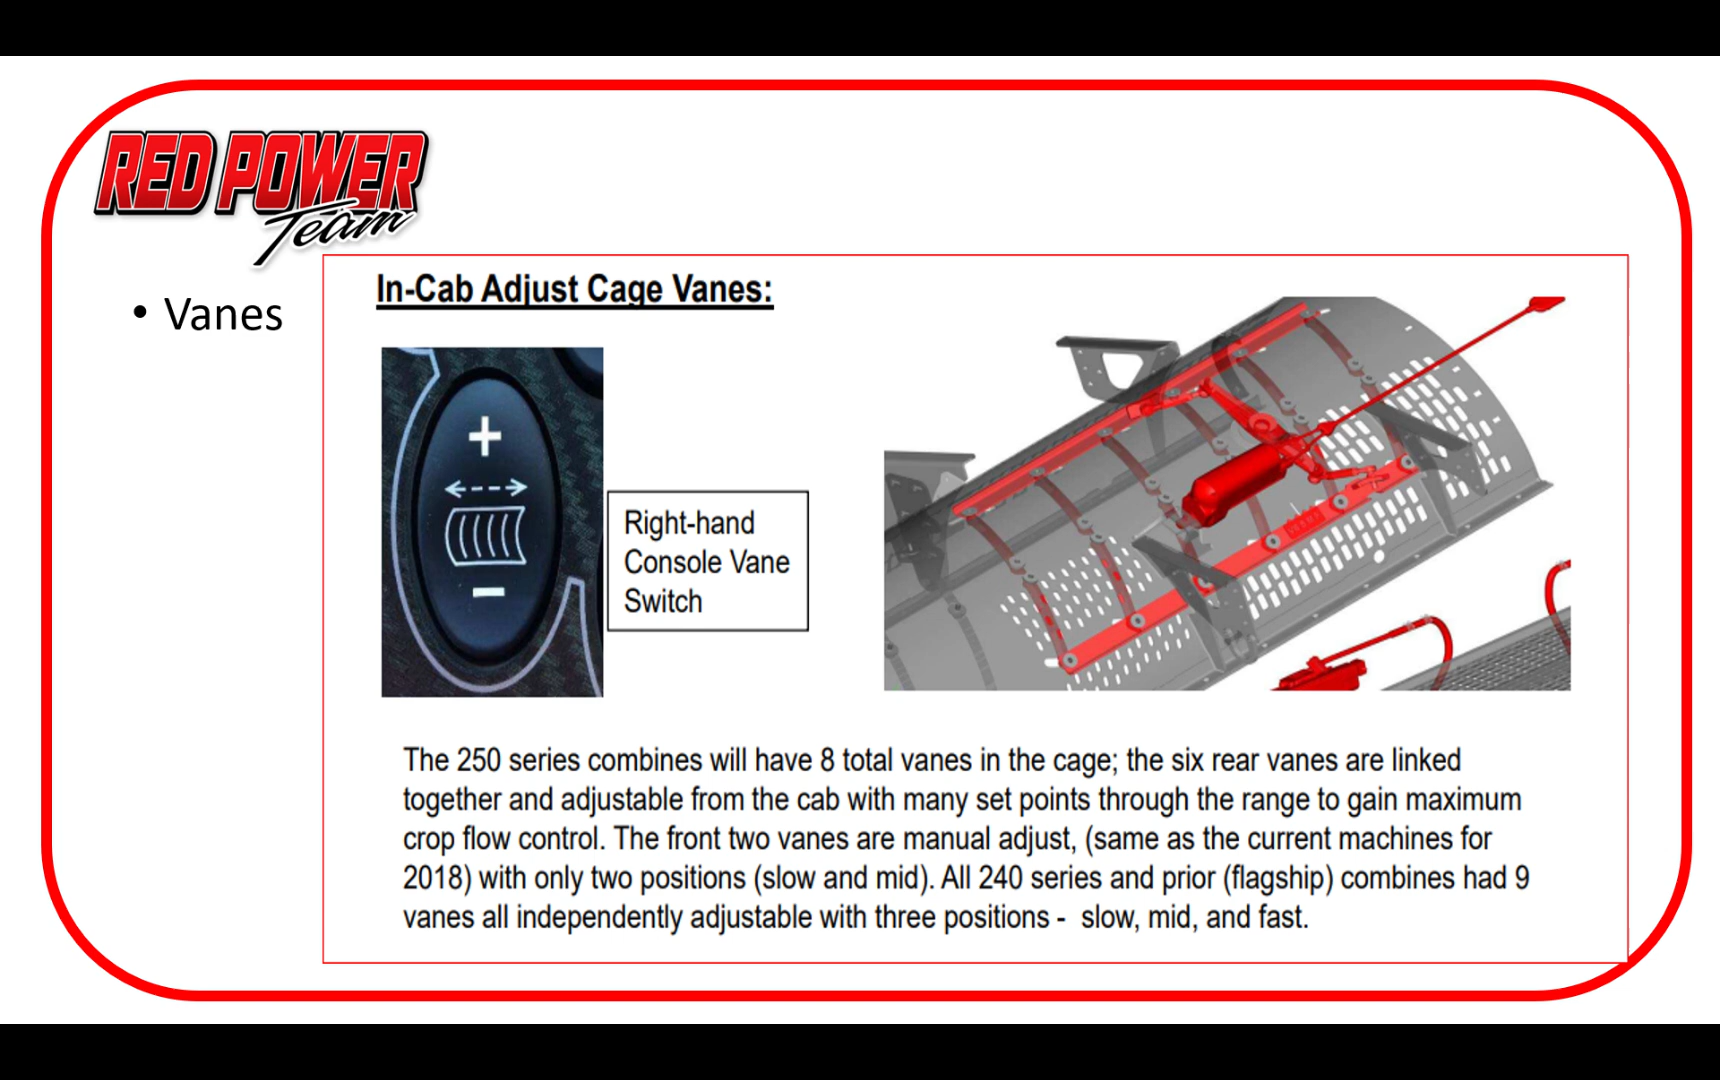 RED POWER
Team
• Vanes
In-Cab Adjust Cage Vanes:
+
−
Right-hand
Console Vane
Switch
The 250 series combines will have 8 total vanes in the cage; the six rear vanes are linked
together and adjustable from the cab with many set points through the range to gain maximum
crop flow control. The front two vanes are manual adjust, (same as the current machines for
2018) with only two positions (slow and mid). All 240 series and prior (flagship) combines had 9
vanes all independently adjustable with three positions - slow, mid, and fast.